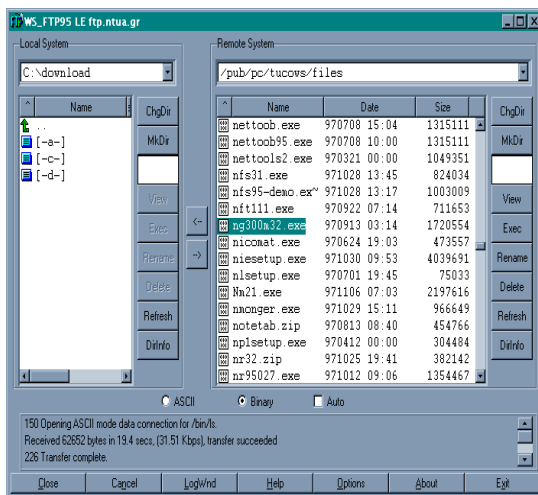 WS_FTP95 LE ftp.ntua.gr
Local System
C:\download
^ Name
..
[-a-]
[-c-]
[-d-]
ChgDir
MkDir
View
Exec
Rename
Delete
Refresh
DirInfo
<--
-->
Remote System
/pub/pc/tucovs/files
^ Name Date Size
nettoob.exe 970708 15:04 1315111
nettoob95.exe 970708 10:00 1315111
nettools2.exe 970321 00:00 1049351
nfs31.exe 971028 13:45 824034
nfs95-demo.ex~ 971028 13:17 1003009
nft111.exe 970922 07:14 711653
ng300m32.exe 970913 03:14 1720554
nicomat.exe 970624 19:03 473557
niesetup.exe 971030 09:53 4039691
nlsetup.exe 970701 19:45 75033
Nm21.exe 971106 07:03 2197616
nmonger.exe 971029 15:11 966649
notetab.zip 970813 08:40 454766
nplsetup.exe 970412 00:00 304484
nr32.zip 971025 19:41 382142
nr95027.exe 971012 09:06 1354467
ChgDir
MkDir
View
Exec
Rename
Delete
Refresh
DirInfo
ASCII Binary Auto
150 Opening ASCII mode data connection for /bin/ls.
Received 62652 bytes in 19.4 secs, (31.51 Kbps), transfer succeeded
226 Transfer complete.
Close Cancel LogWnd Help Options About Exit